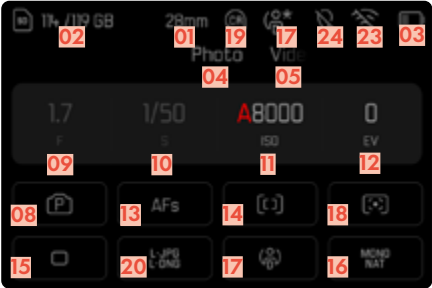 114 /119 GB 28mm
02 01 19 17 24 23 03
Photo Vide
04 05
1.7 1/50 A8000 0
F S ISO EV
09 10 11 12
P AFs
08 13 14 18
L-JPG MONO
L-DNG NAT
15 20 17 16